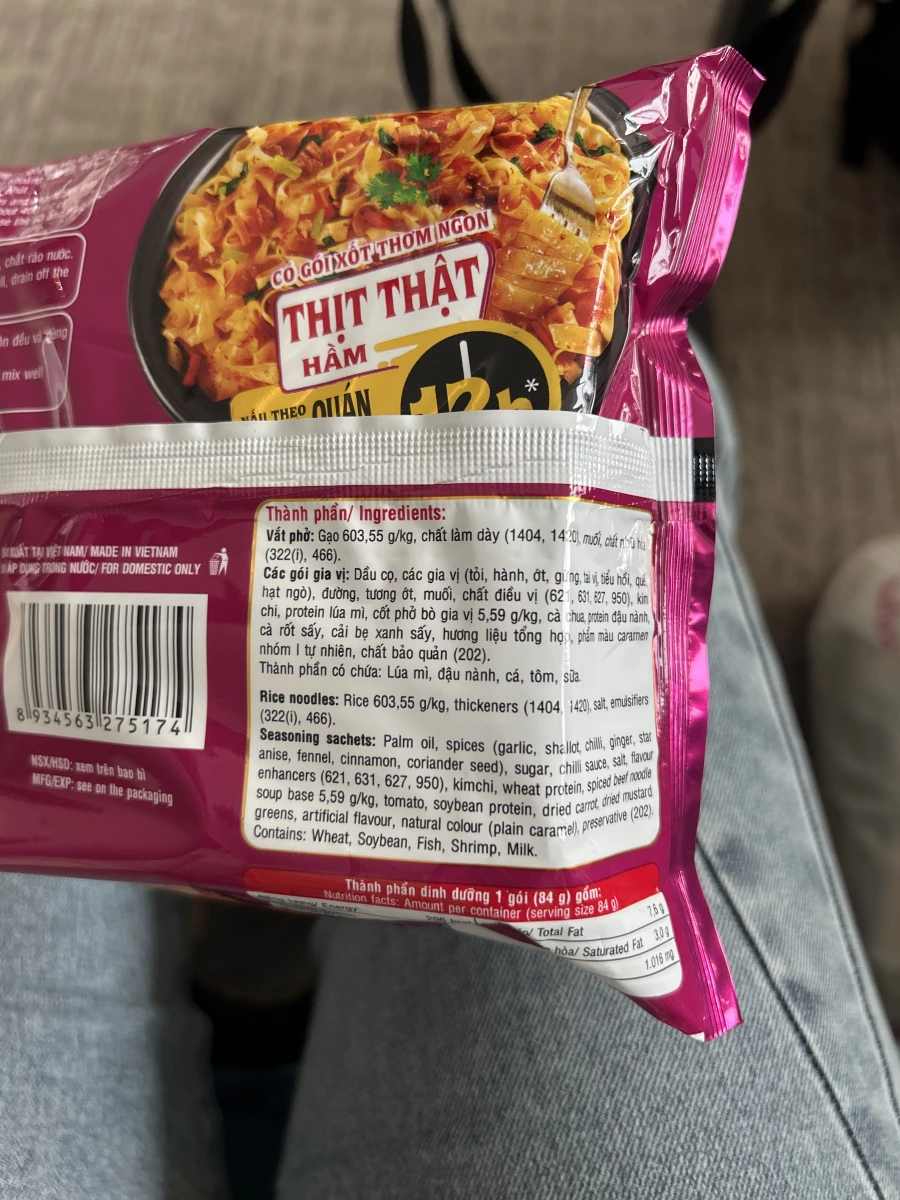 chắt ráo nước.
drain off the
mix well
CÓ GÓI XỐT THƠM NGON
THỊT THẬT
HẦM
NẤU THEO QUÁN
12h*
TẠI VIỆT NAM/ MADE IN VIETNAM
ÁP DỤNG TRONG NƯỚC/ FOR DOMESTIC ONLY
8 934563 275174
NSX/HSD: xem trên bao bì
MFG/EXP: see on the packaging
Thành phần/ Ingredients:
Vắt phở: Gạo 603,55 g/kg, chất làm dày (1404, 1420), muối, chất nhũ hóa
(322(i), 466).
Các gói gia vị: Dầu cọ, các gia vị (tỏi, hành, ớt, gừng, tai vị, tiểu hồi, quế,
hạt ngò), đường, tương ớt, muối, chất điều vị (621, 631, 627, 950), kim
chi, protein lúa mì, cốt phở bò gia vị 5,59 g/kg, cà chua, protein đậu nành,
cà rốt sấy, cải bẹ xanh sấy, hương liệu tổng hợp, phẩm màu caramen
nhóm I tự nhiên, chất bảo quản (202).
Thành phần có chứa: Lúa mì, đậu nành, cá, tôm, sữa.
Rice noodles: Rice 603,55 g/kg, thickeners (1404, 1420), salt, emulsifiers
(322(i), 466).
Seasoning sachets: Palm oil, spices (garlic, shallot, chilli, ginger, star
anise, fennel, cinnamon, coriander seed), sugar, chilli sauce, salt, flavour
enhancers (621, 631, 627, 950), kimchi, wheat protein, spiced beef noodle
soup base 5,59 g/kg, tomato, soybean protein, dried carrot, dried mustard
greens, artificial flavour, natural colour (plain caramel), preservative (202).
Contains: Wheat, Soybean, Fish, Shrimp, Milk.
Thành phần dinh dưỡng 1 gói (84 g) gồm:
Nutrition facts: Amount per container (serving size 84 g)
Energy
Total Fat 7,5 g
hòa/ Saturated Fat 3,0 g
1.016 mg